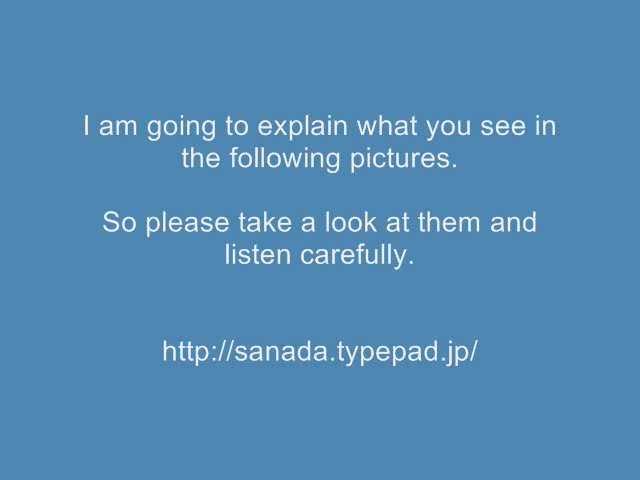 I am going to explain what you see in
the following pictures.
So please take a look at them and
listen carefully.
http://sanada.typepad.jp/